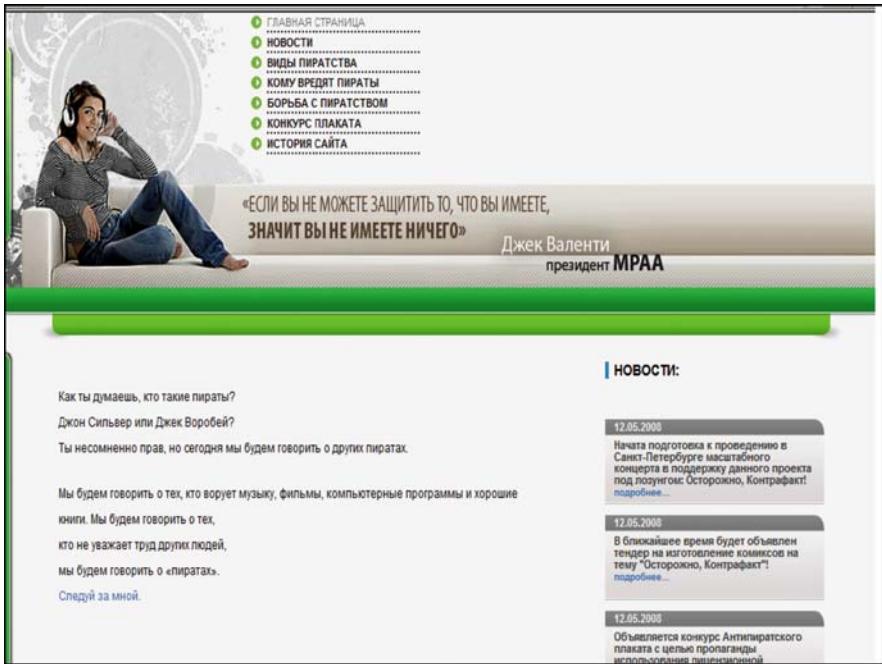 ГЛАВНАЯ СТРАНИЦА
НОВОСТИ
ВИДЫ ПИРАТСТВА
КОМУ ВРЕДЯТ ПИРАТЫ
БОРЬБА С ПИРАТСТВОМ
КОНКУРС ПЛАКАТА
ИСТОРИЯ САЙТА
«ЕСЛИ ВЫ НЕ МОЖЕТЕ ЗАЩИТИТЬ ТО, ЧТО ВЫ ИМЕЕТЕ,
ЗНАЧИТ ВЫ НЕ ИМЕЕТЕ НИЧЕГО»
Джек Валенти
президент МРАА
Как ты думаешь, кто такие пираты?
Джон Сильвер или Джек Воробей?
Ты несомненно прав, но сегодня мы будем говорить о других пиратах.
Мы будем говорить о тех, кто ворует музыку, фильмы, компьютерные программы и хорошие
книги. Мы будем говорить о тех,
кто не уважает труд других людей,
мы будем говорить о «пиратах».
Следуй за мной.
НОВОСТИ:
12.05.2008
Начата подготовка к проведению в
Санкт-Петербурге масштабного
концерта в поддержку данного проекта
под лозунгом: Осторожно, Контрафакт!
подробнее...
12.05.2008
В ближайшее время будет объявлен
тендер на изготовление комиксов на
тему "Осторожно, Контрафакт"!
подробнее...
12.05.2008
Объявляется конкурс Антипиратского
плаката с целью пропаганды
использования лицензионной